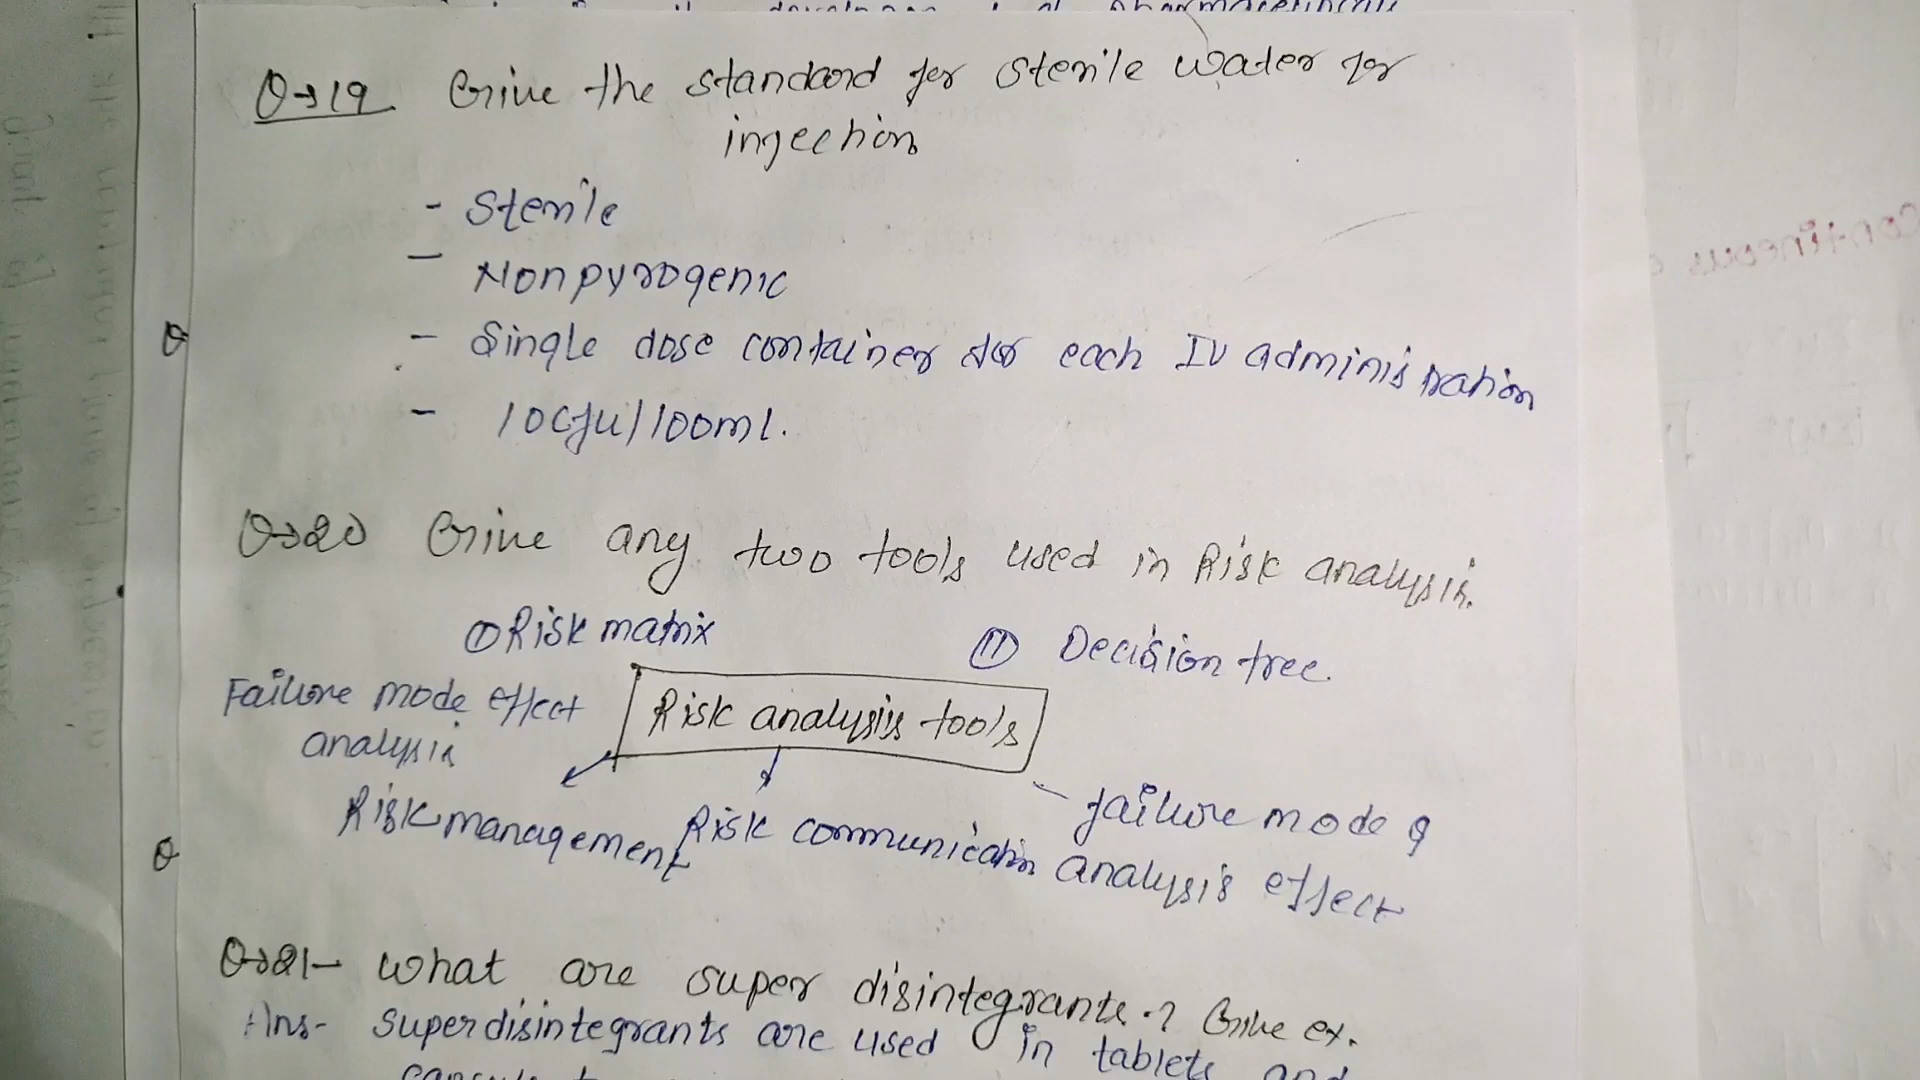 Q→19 Give the standard for sterile water for
injection
- Sterile
- Nonpyrogenic
- Single dose container for each IV administration
- 10cfu/100ml.
Q→20 Give any two tools used in Risk analysis.
① Risk matrix ⑪ Decision tree.
Failure mode effect
analysis
Risk analysis tools
Risk management
Risk communication
failure mode &
analysis effect
Q→21- What are super disintegrants? Give ex.
Ans- Superdisintegrants are used in tablets and